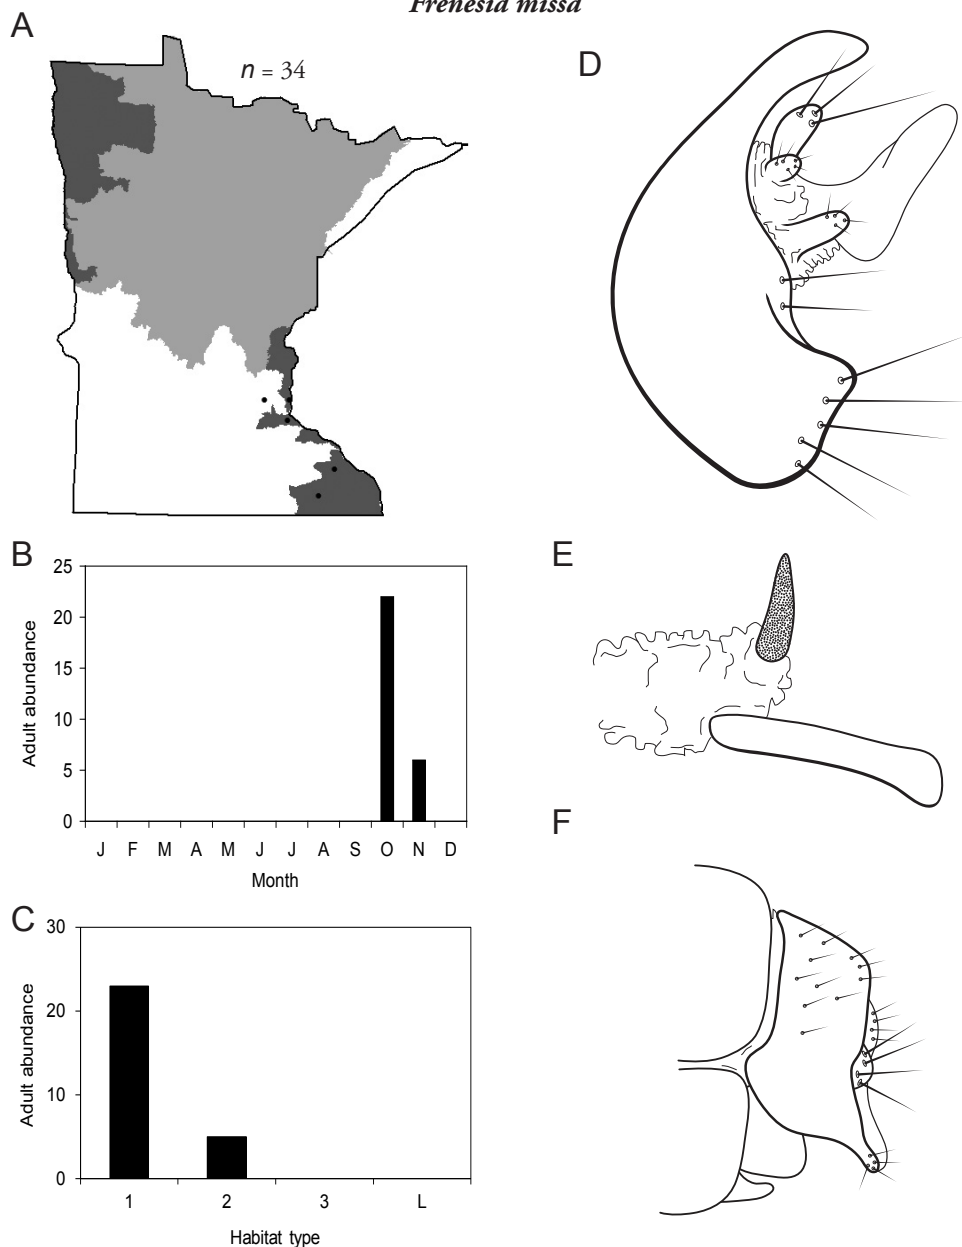 Frenesia missa
A
n = 34
D
B
25
20
15
10
5
0
Adult abundance
J F M A M J J A S O N D
Month
E
C
30
20
10
0
Adult abundance
1 2 3 L
Habitat type
F